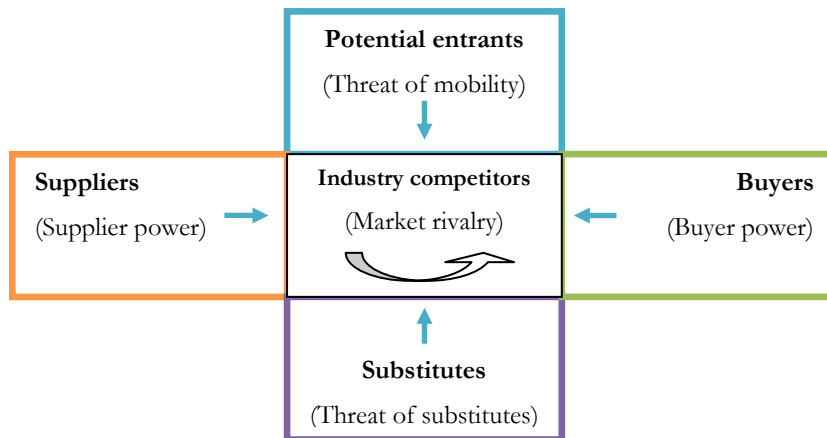 Potential entrants
(Threat of mobility)
Suppliers
(Supplier power)
Industry competitors
(Market rivalry)
Buyers
(Buyer power)
Substitutes
(Threat of substitutes)